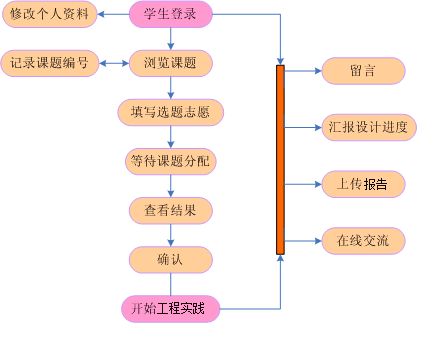 修改个人资料
学生登录
记录课题编号
浏览课题
留言
填写选题志愿
汇报设计进度
等待课题分配
上传报告
查看结果
在线交流
确认
开始工程实践